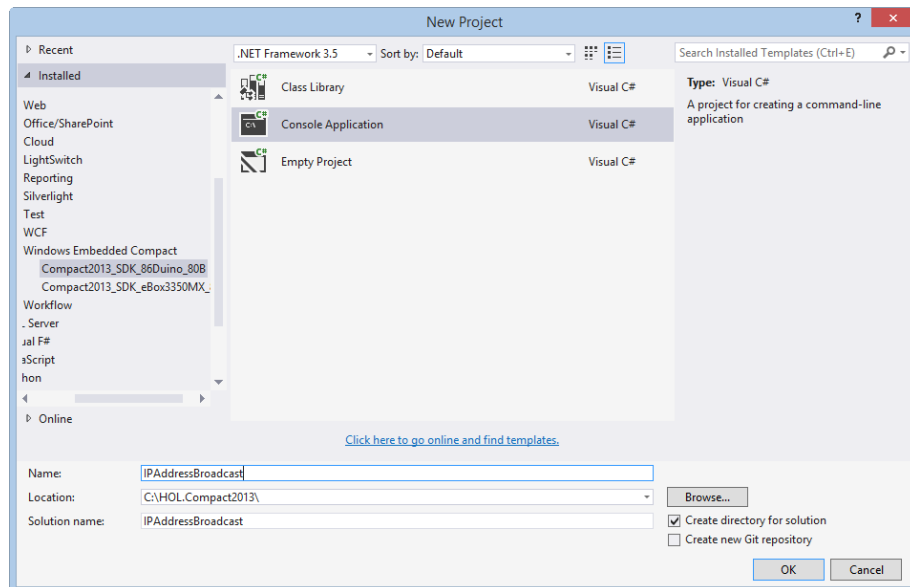 New Project
?
Recent
.NET Framework 3.5
Sort by: Default
Search Installed Templates (Ctrl+E)
Installed
Web
Office/SharePoint
Cloud
LightSwitch
Reporting
Silverlight
Test
WCF
Windows Embedded Compact
Compact2013_SDK_86Duino_80B
Compact2013_SDK_eBox3350MX_
Workflow
Server
ual F#
aScript
hon
Online
C# Class Library Visual C#
C# Console Application Visual C#
C# Empty Project Visual C#
Type: Visual C#
A project for creating a command-line
application
Click here to go online and find templates.
Name: IPAddressBroadcast
Location: C:\HOL.Compact2013\
Browse...
Solution name: IPAddressBroadcast
Create directory for solution
Create new Git repository
OK Cancel